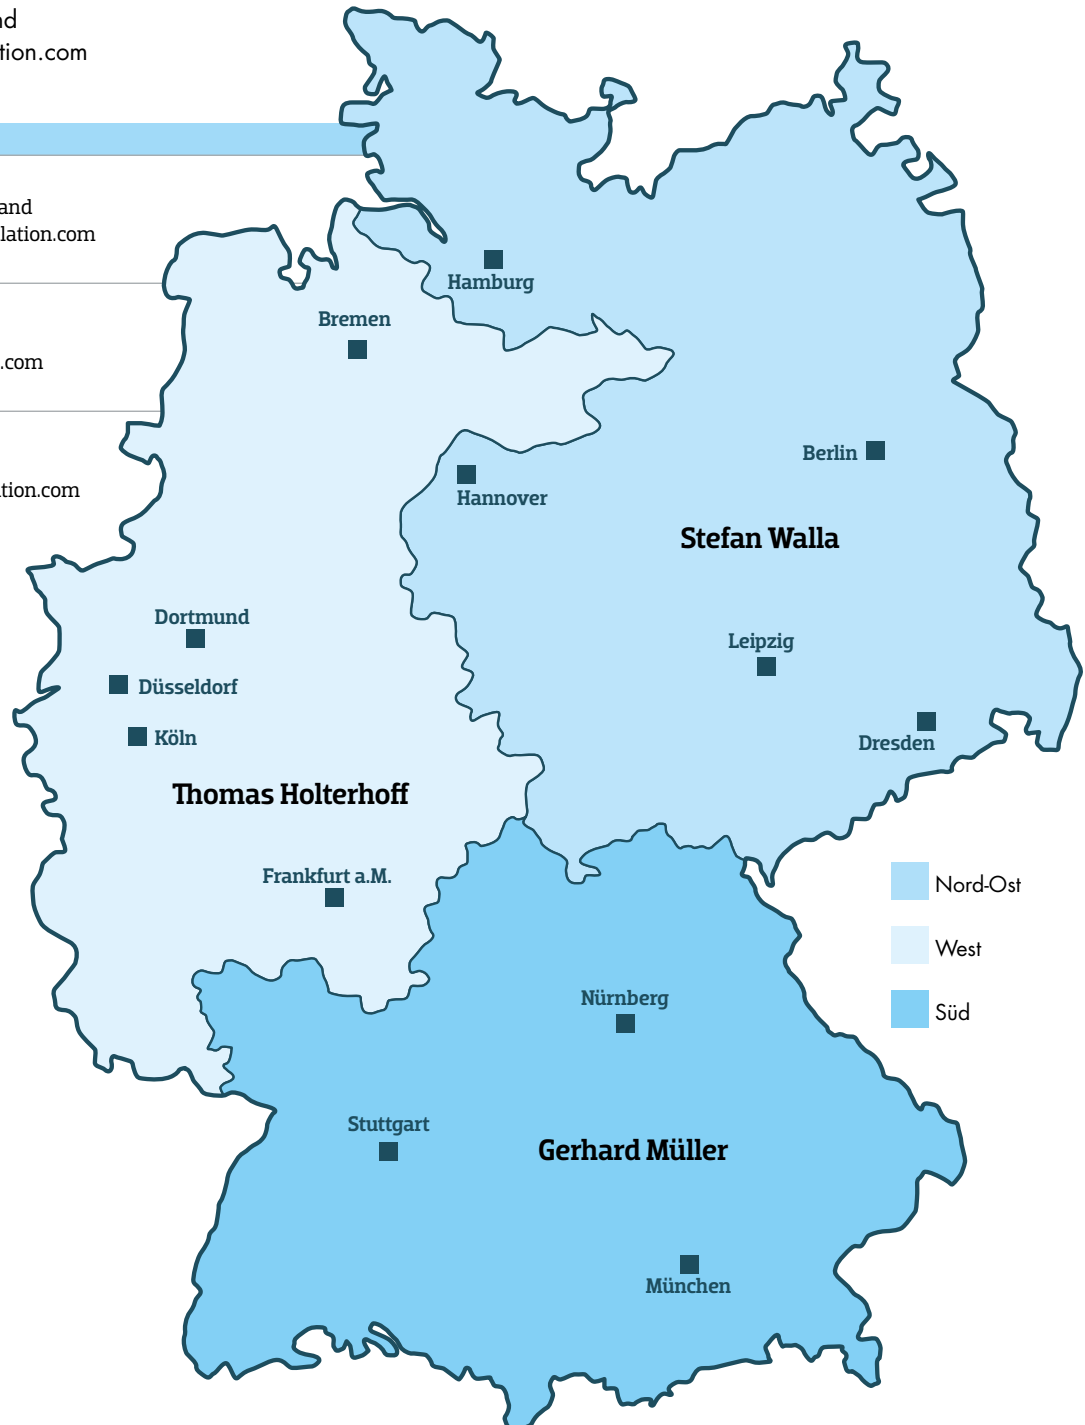 nd
tion.com
and
lation.com
.com
tion.com
Hamburg
Bremen
Berlin
Hannover
Stefan Walla
Dortmund
Leipzig
Düsseldorf
Köln
Dresden
Thomas Holterhoff
Frankfurt a.M.
Nord-Ost
West
Nürnberg
Süd
Stuttgart
Gerhard Müller
München